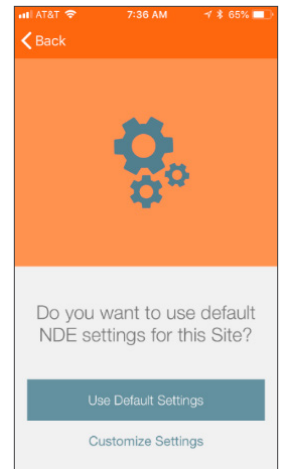 AT&T 7:36 AM 65%
Back
Do you want to use default
NDE settings for this Site?
Use Default Settings
Customize Settings